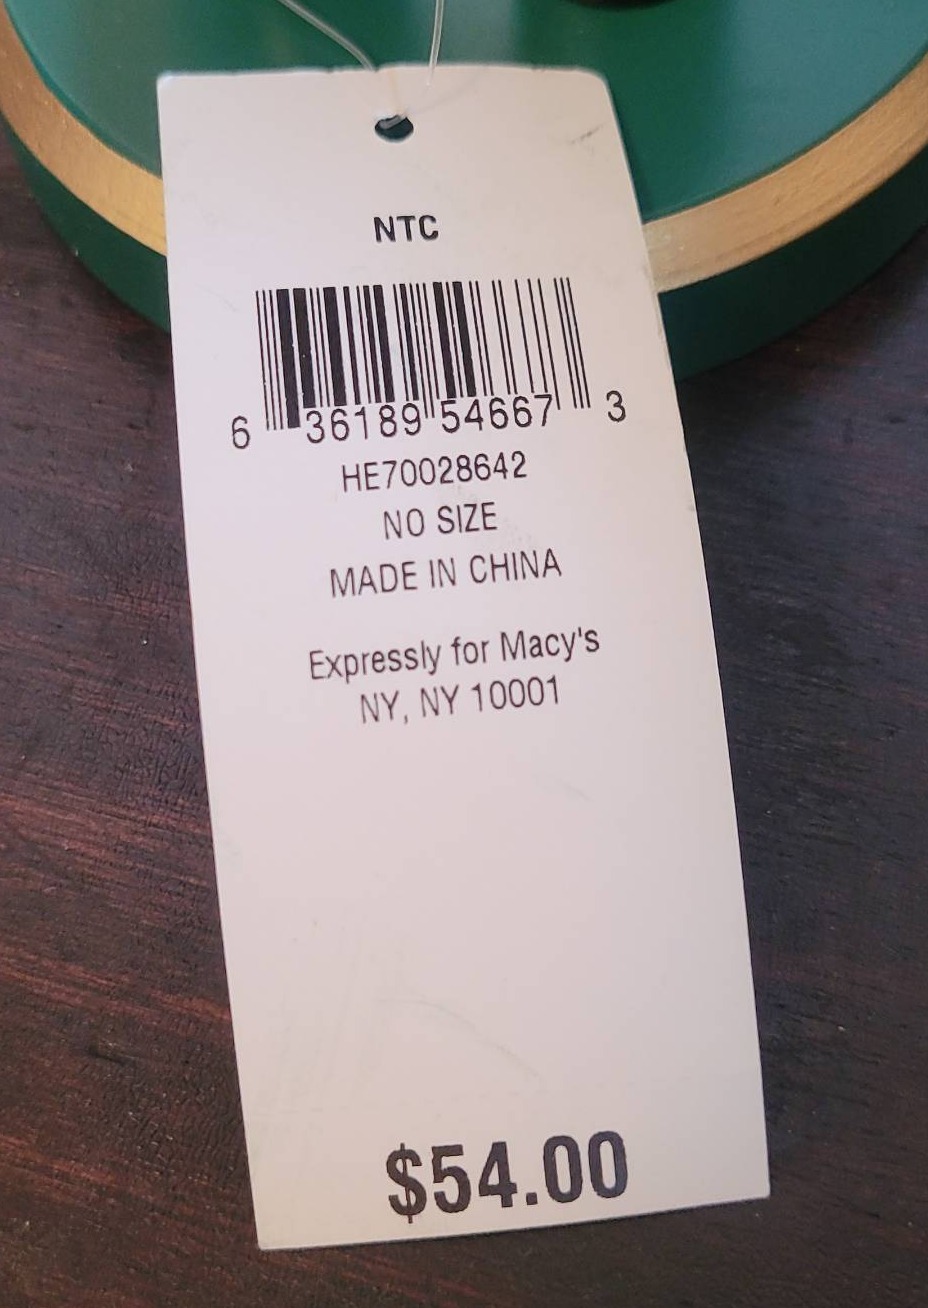 NTC
6 36189 54667 3
HE70028642
NO SIZE
MADE IN CHINA
Expressly for Macy's
NY, NY 10001
$54.00